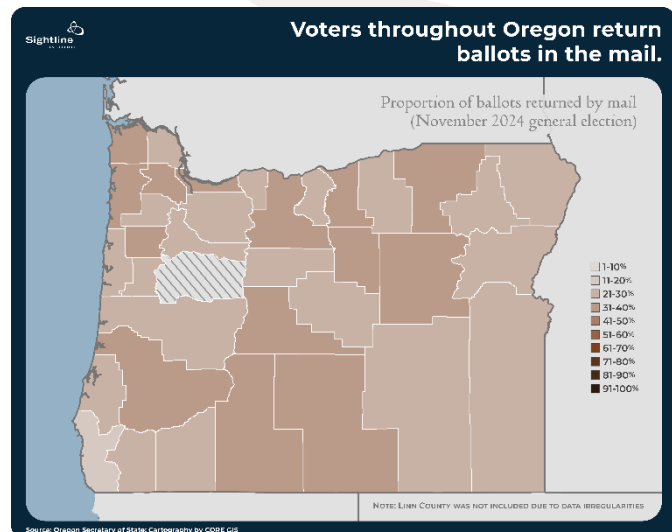 Sightline
Voters throughout Oregon return
ballots in the mail.
Proportion of ballots returned by mail
(November 2024 general election)
1-10%
11-20%
21-30%
31-40%
41-50%
51-60%
61-70%
71-80%
81-90%
91-100%
NOTE: LINN COUNTY WAS NOT INCLUDED DUE TO DATA IRREGULARITIES
Source: Oregon Secretary of State; Cartography by CORE GIS